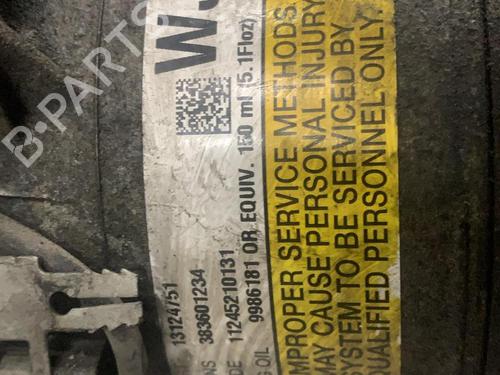 B-PARTS
W
13124751
383601234
11245210131
9986181 OR EQUIV. 150 ml (5.1Floz)
OIL
IMPROPER SERVICE METHODS
MAY CAUSE PERSONAL INJURY
SYSTEM TO BE SERVICED BY
QUALIFIED PERSONNEL ONLY.